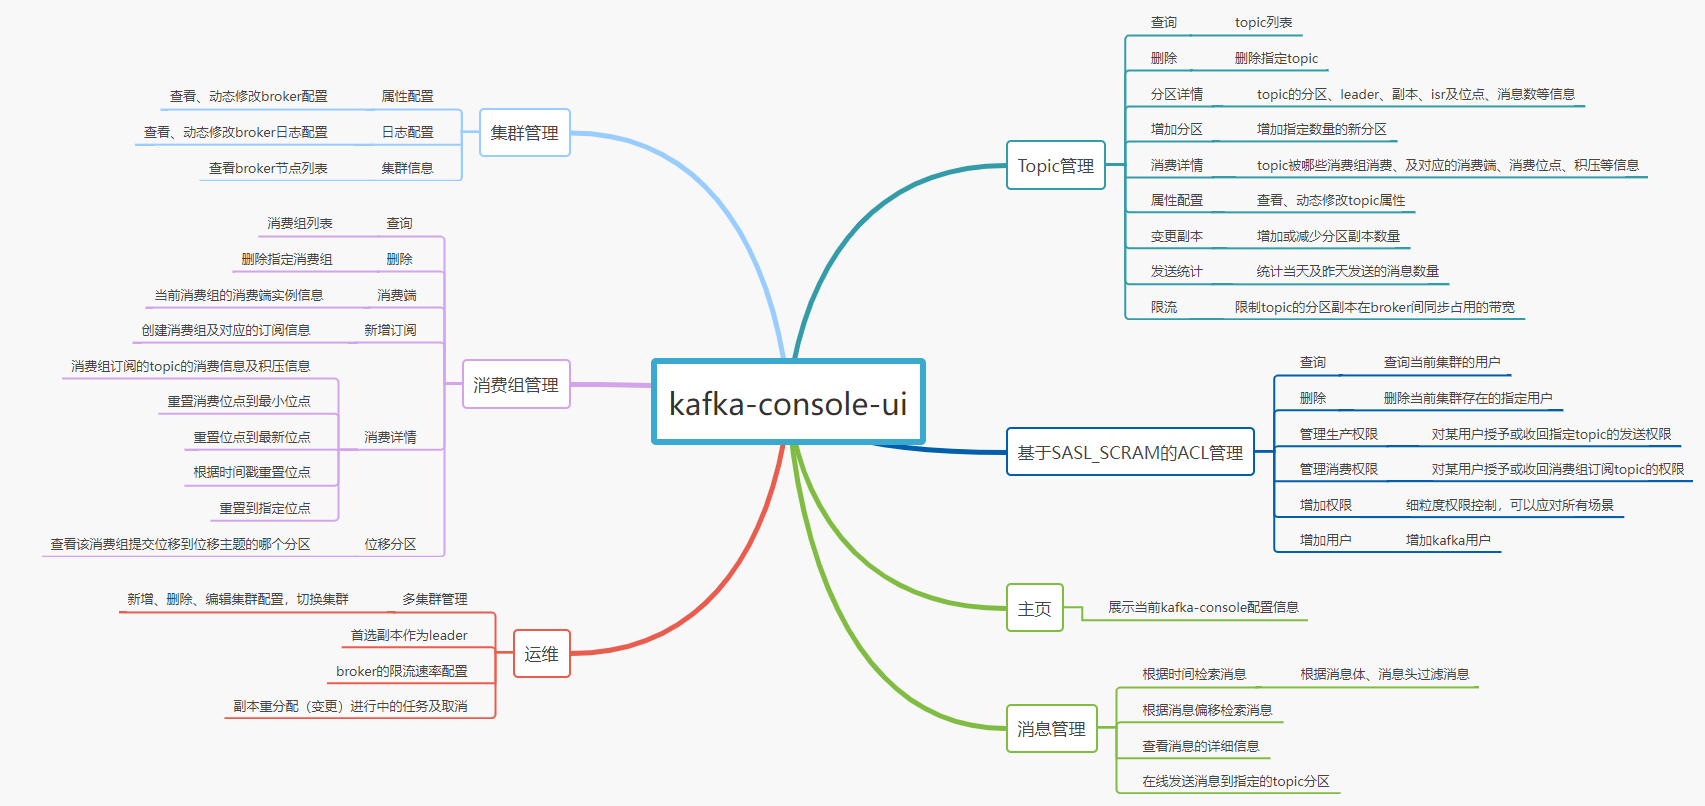 kafka-console-ui
集群管理
查看、动态修改broker配置 属性配置
查看、动态修改broker日志配置 日志配置
查看broker节点列表 集群信息
消费组管理
消费组列表 查询
删除指定消费组 删除
当前消费组的消费端实例信息 消费端
创建消费组及对应的订阅信息 新增订阅
消费组订阅的topic的消费信息及积压信息
重置消费位点到最小位点
重置位点到最新位点 消费详情
根据时间戳重置位点
重置到指定位点
查看该消费组提交位移到位移主题的哪个分区 位移分区
运维
新增、删除、编辑集群配置，切换集群 多集群管理
首选副本作为leader
broker的限流速率配置
副本重分配（变更）进行中的任务及取消
Topic管理
查询 topic列表
删除 删除指定topic
分区详情 topic的分区、leader、副本、isr及位点、消息数等信息
增加分区 增加指定数量的新分区
消费详情 topic被哪些消费组消费、及对应的消费端、消费位点、积压等信息
属性配置 查看、动态修改topic属性
变更副本 增加或减少分区副本数量
发送统计 统计当天及昨天发送的消息数量
限流 限制topic的分区副本在broker间同步占用的带宽
基于SASL_SCRAM的ACL管理
查询 查询当前集群的用户
删除 删除当前集群存在的指定用户
管理生产权限 对某用户授予或收回指定topic的发送权限
管理消费权限 对某用户授予或收回消费组订阅topic的权限
增加权限 细粒度权限控制，可以应对所有场景
增加用户 增加kafka用户
主页
展示当前kafka-console配置信息
消息管理
根据时间检索消息 根据消息体、消息头过滤消息
根据消息偏移检索消息
查看消息的详细信息
在线发送消息到指定的topic分区